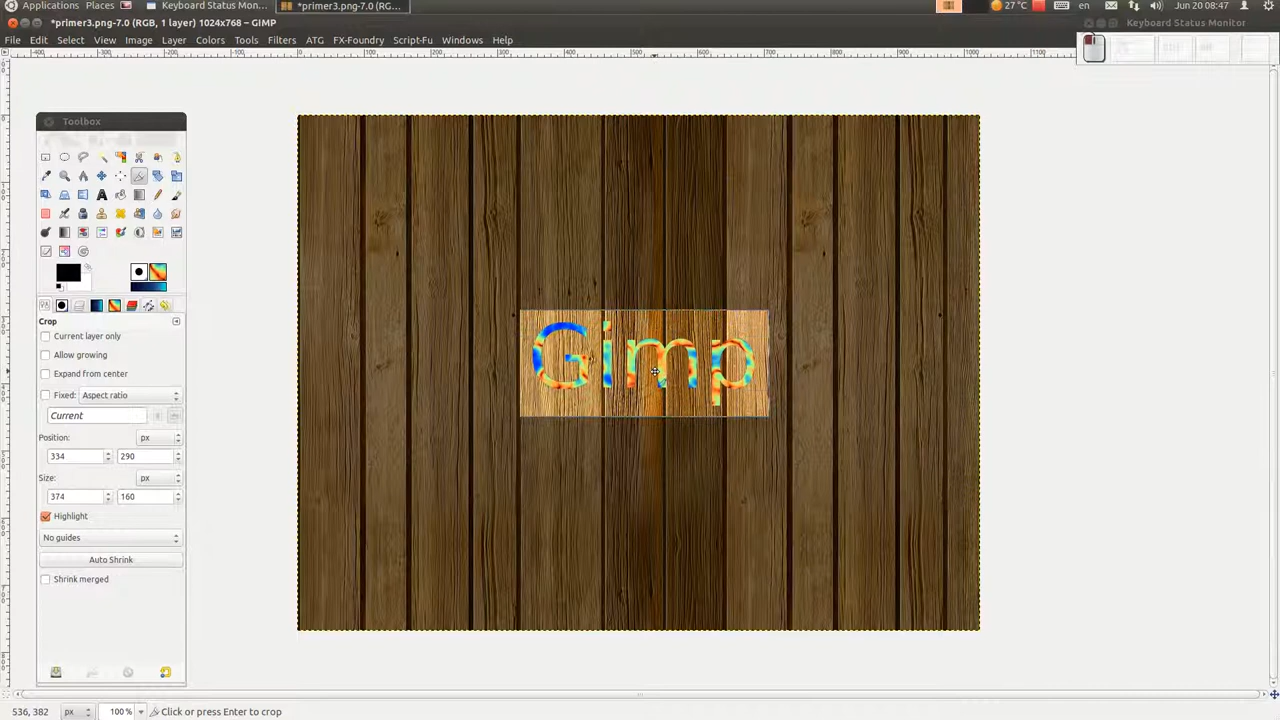 Applications Places Keyboard Status Mon... *primer3.png-7.0 (RG... 27 °C en Jun 20 08:47
*primer3.png-7.0 (RGB, 1 layer) 1024x768 – GIMP
Keyboard Status Monitor
File Edit Select View Image Layer Colors Tools Filters ATG FX-Foundry Script-Fu Windows Help
Toolbox
Gimp
Crop
Current layer only
Allow growing
Expand from center
Fixed: Aspect ratio
Current
Position: px
334 290
Size: px
374 160
Highlight
No guides
Auto Shrink
Shrink merged
536, 382 px 100% Click or press Enter to crop